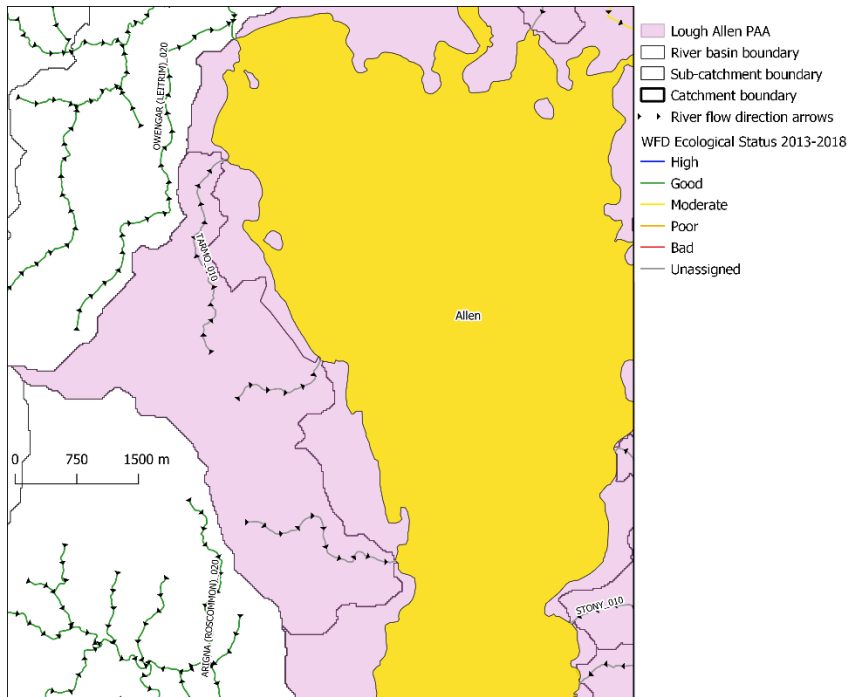 OWENGAR (LEITRIM)_020
TARMO_010
Allen
0 750 1500 m
ARIGNA (ROSCOMMON)_020
STONY_010
Lough Allen PAA
River basin boundary
Sub-catchment boundary
Catchment boundary
River flow direction arrows
WFD Ecological Status 2013-2018
High
Good
Moderate
Poor
Bad
Unassigned